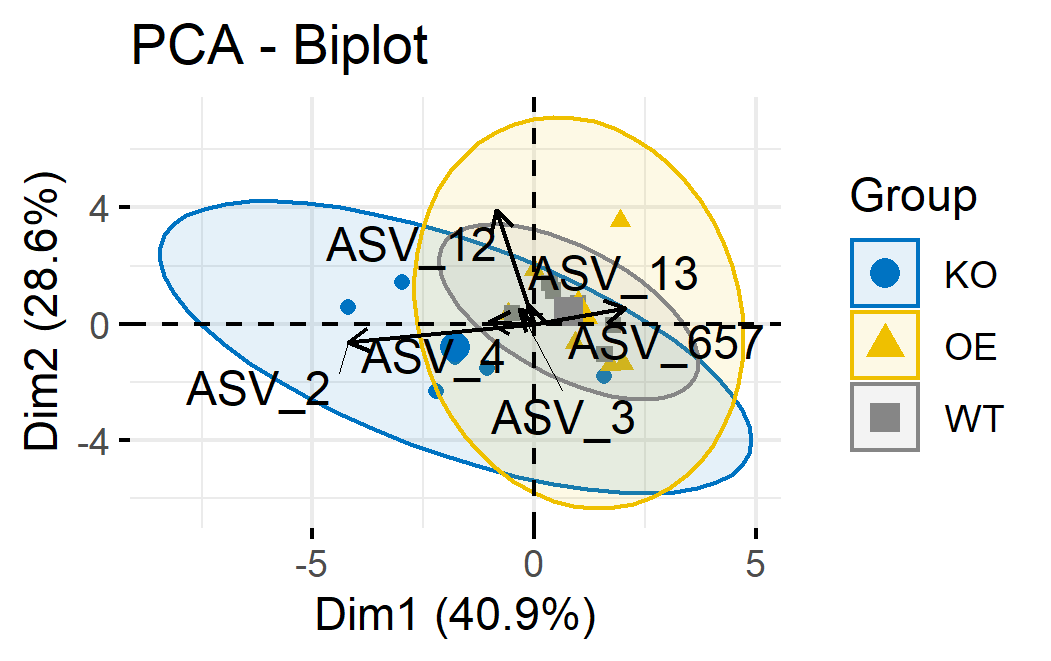 PCA - Biplot
Dim2 (28.6%)
4
0
-4
ASV_12
ASV_13
ASV_4
ASV_657
ASV_2
ASV_3
-5
0
5
Dim1 (40.9%)
Group
KO
OE
WT